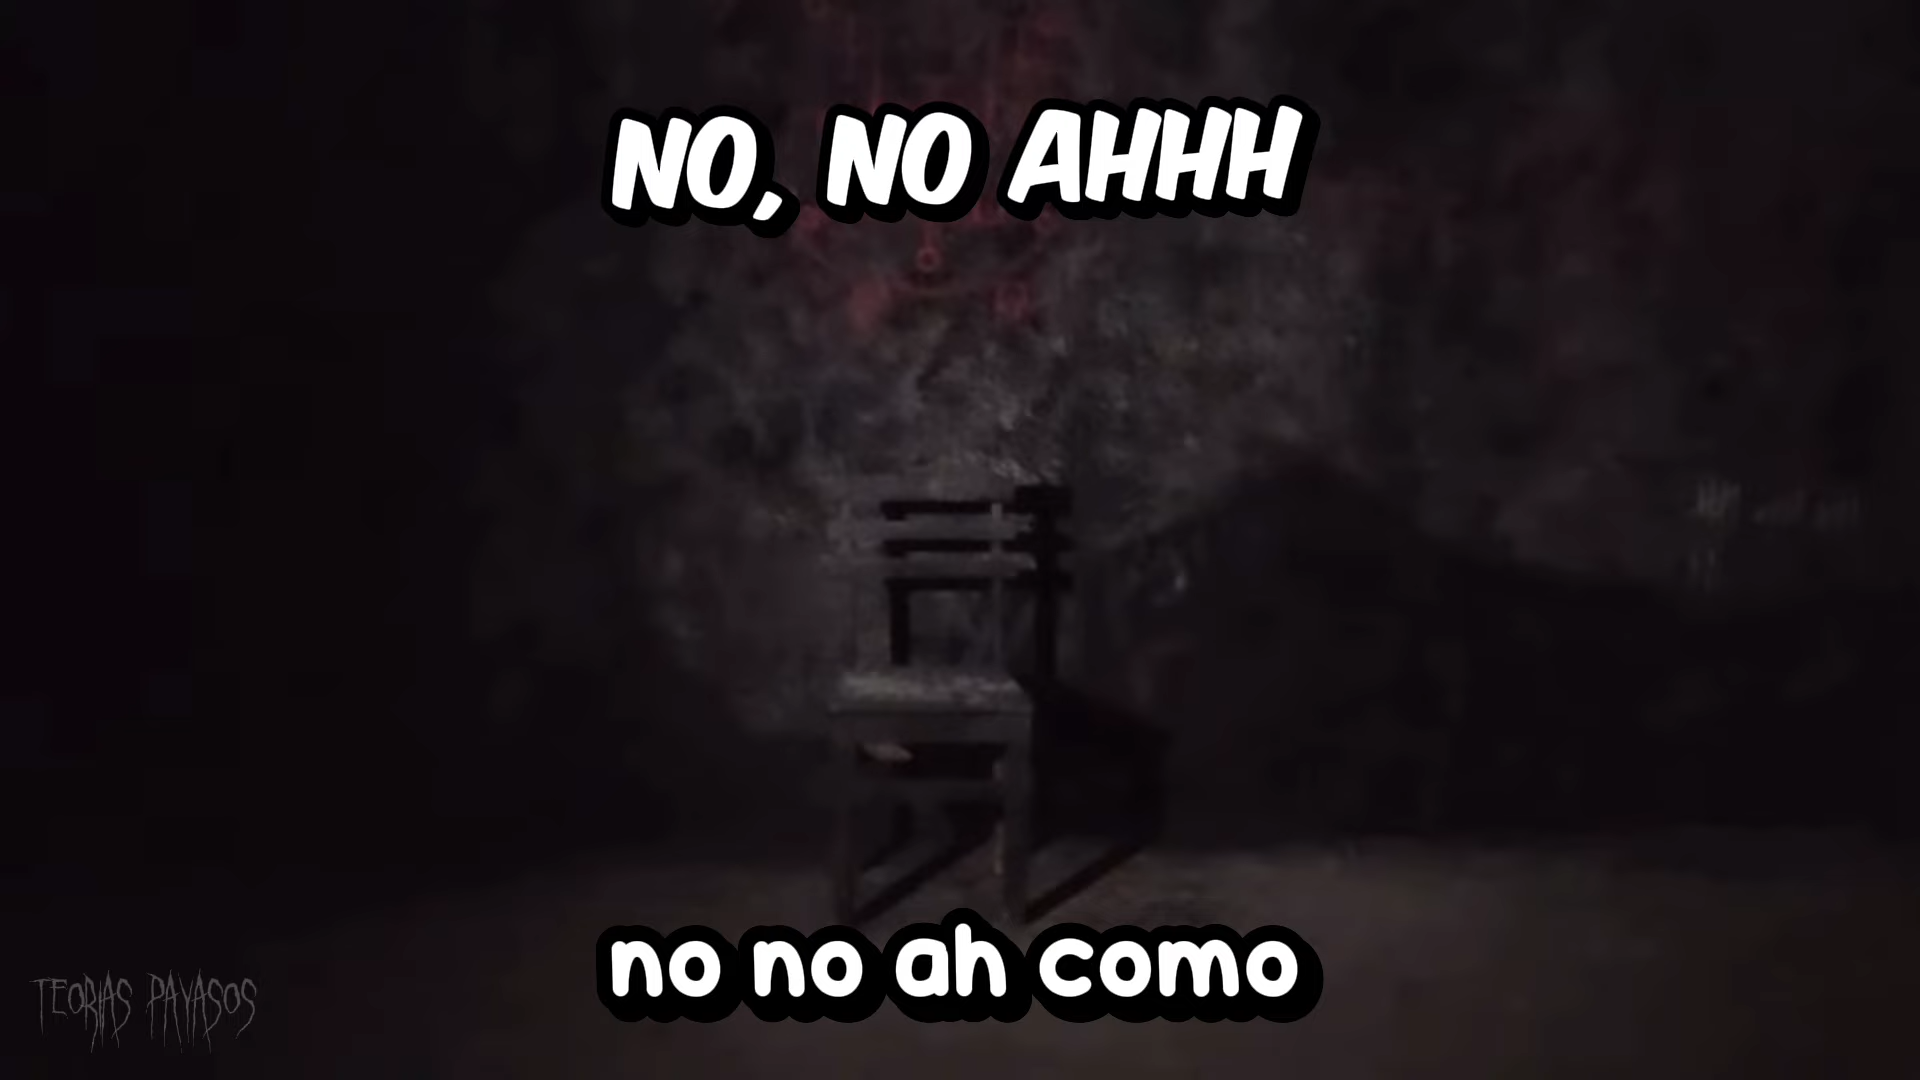 NO, NO AHHH
no no ah como
TEORIAS PAYASOS